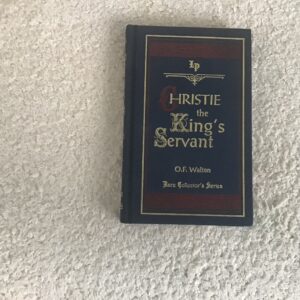 Lp
CHRISTIE
the
King's
Servant
O.F. Walton
Rare Collector's Series